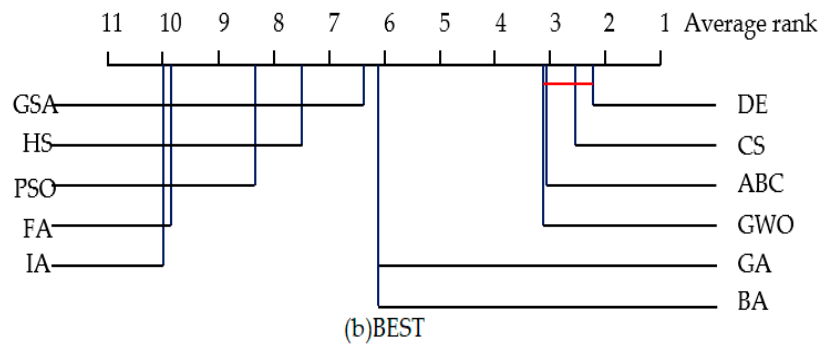 11 10 9 8 7 6 5 4 3 2 1 Average rank
GSA DE
HS CS
PSO ABC
FA GWO
IA GA
BA
(b)BEST